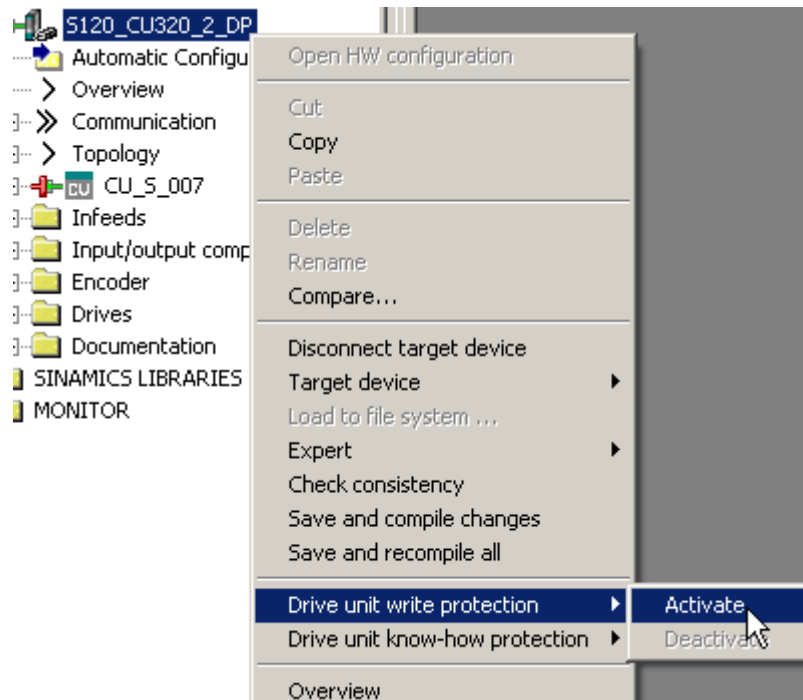 S120_CU320_2_DP
Automatic Configu
Overview
Communication
Topology
CU CU_S_007
Infeeds
Input/output comp
Encoder
Drives
Documentation
SINAMICS LIBRARIES
MONITOR
Open HW configuration
Cut
Copy
Paste
Delete
Rename
Compare...
Disconnect target device
Target device
Load to file system ...
Expert
Check consistency
Save and compile changes
Save and recompile all
Drive unit write protection
Drive unit know-how protection
Overview
Activate
Deactivate